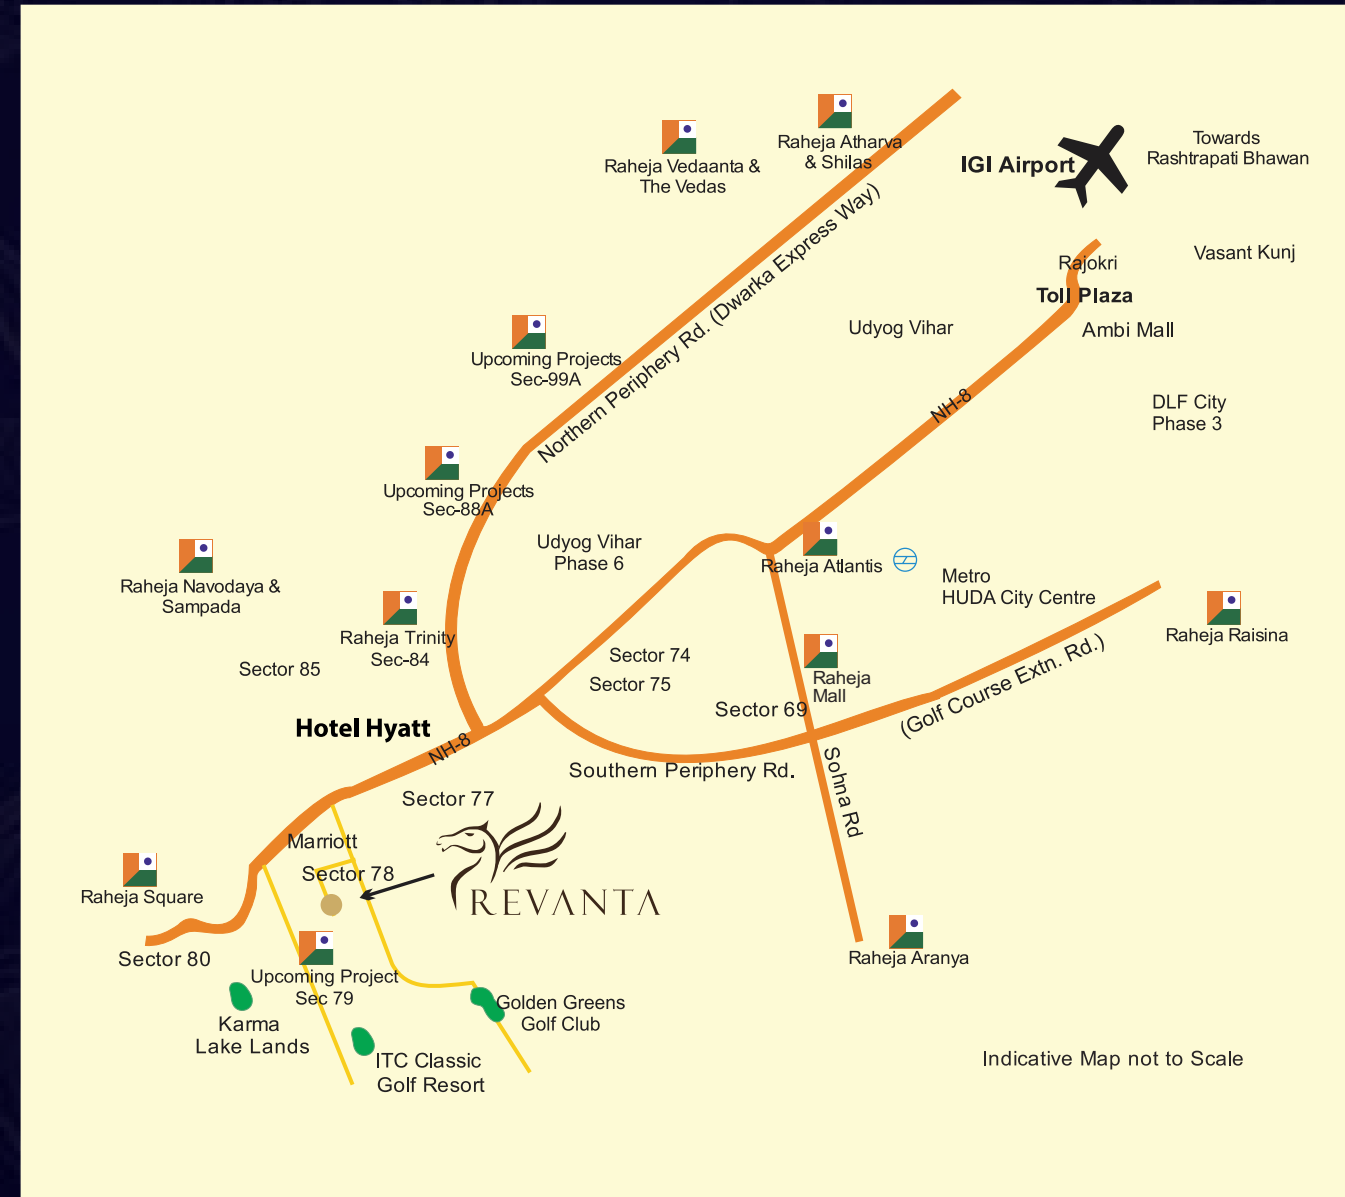 Raheja Atharva
& Shilas
Raheja Vedaanta &
The Vedas
IGI Airport
Towards
Rashtrapati Bhawan
Northern Periphery Rd. (Dwarka Express Way)
Rajokri
Toll Plaza
Vasant Kunj
Ambi Mall
Udyog Vihar
Upcoming Projects
Sec-99A
NH-8
DLF City
Phase 3
Upcoming Projects
Sec-88A
Udyog Vihar
Phase 6
Raheja Atlantis
Metro
HUDA City Centre
Raheja Navodaya &
Sampada
Raheja Trinity
Sec-84
Raheja Raisina
Sector 85
Sector 74
Sector 75
Raheja
Mall
Sector 69
(Golf Course Extn. Rd.)
Hotel Hyatt
NH-8
Southern Periphery Rd.
Sohna Rd
Sector 77
Marriott
Sector 78
REVANTA
Raheja Square
Sector 80
Upcoming Project
Sec 79
Raheja Aranya
Golden Greens
Golf Club
Karma
Lake Lands
ITC Classic
Golf Resort
Indicative Map not to Scale